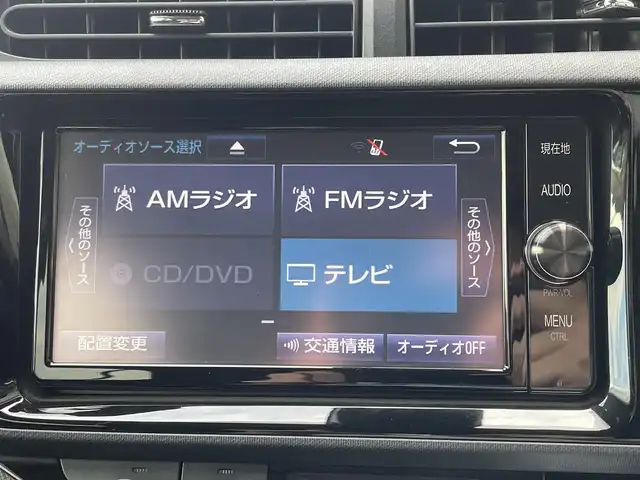 オーディオソース選択
現在地
AMラジオ
FMラジオ
AUDIO
その他のソース
その他のソース
CD/DVD
テレビ
PWR VOL
MENU
CTRL
配置変更
交通情報
オーディオOFF